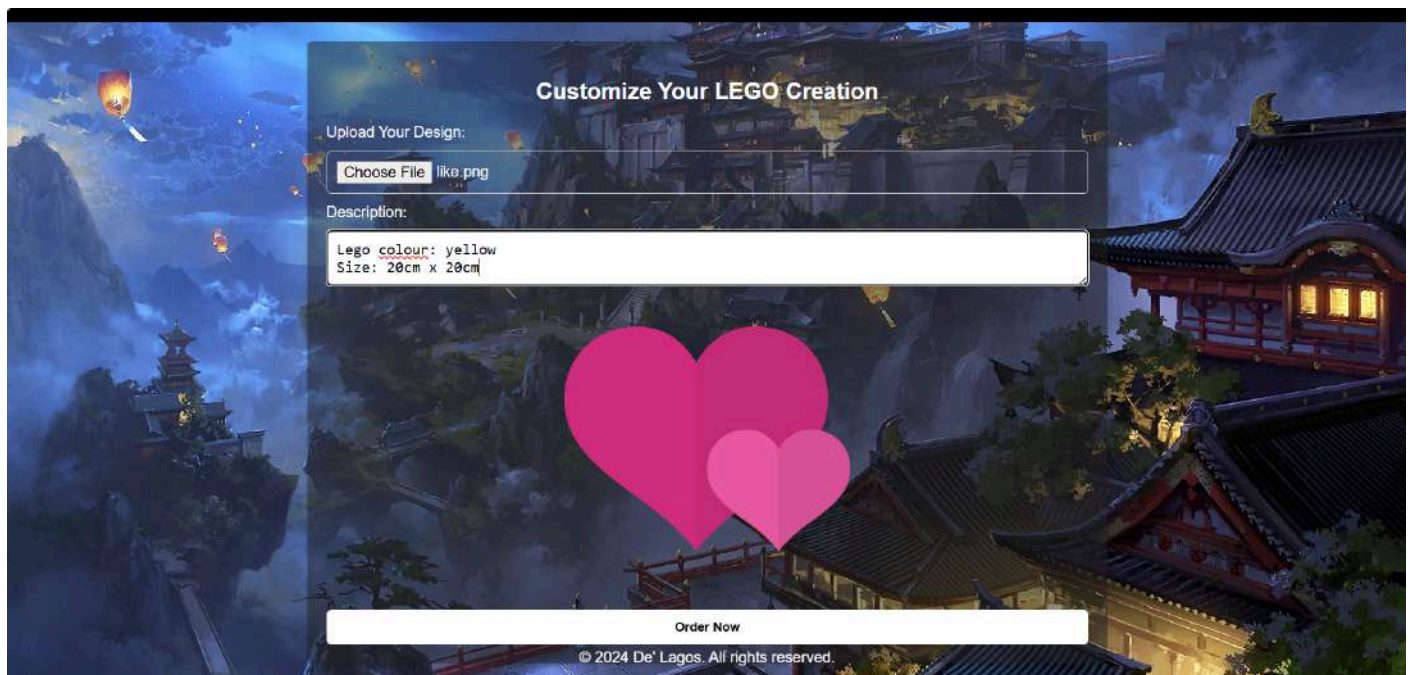 Customize Your LEGO Creation
Upload Your Design:
Choose File like.png
Description:
Lego colour: yellow
Size: 20cm x 20cm
Order Now
© 2024 De' Lagos. All rights reserved.